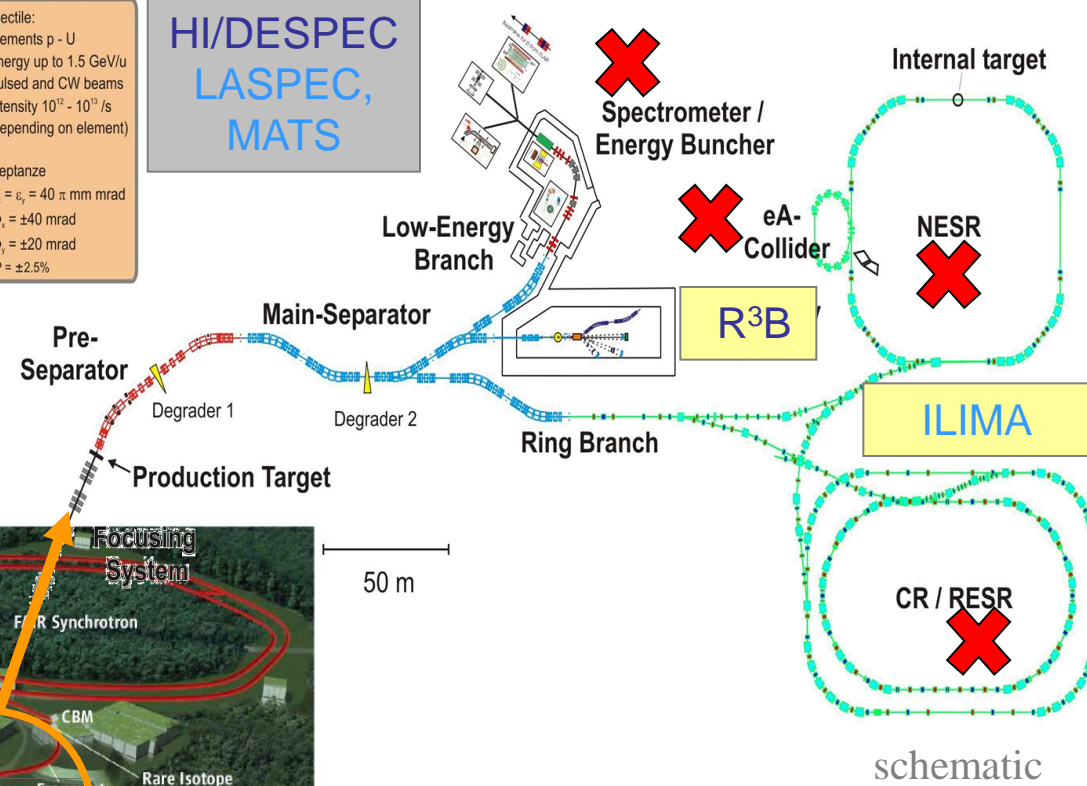 ectile:
ements p - U
nergy up to 1.5 GeV/u
ulsed and CW beams
tensity 10¹² - 10¹³ /s
epending on element)
eptanze
= εy = 40 π mm mrad
x = ±40 mrad
y = ±20 mrad
= ±2.5%
HI/DESPEC
LASPEC,
MATS
Spectrometer /
Energy Buncher
Internal target
Low-Energy
Branch
eA-
Collider
NESR
Main-Separator
R³B
Pre-
Separator
Degrader 1
Degrader 2
Ring Branch
ILIMA
Production Target
Focusing
System
50 m
FAIR Synchrotron
CR / RESR
CBM
Rare Isotope
schematic